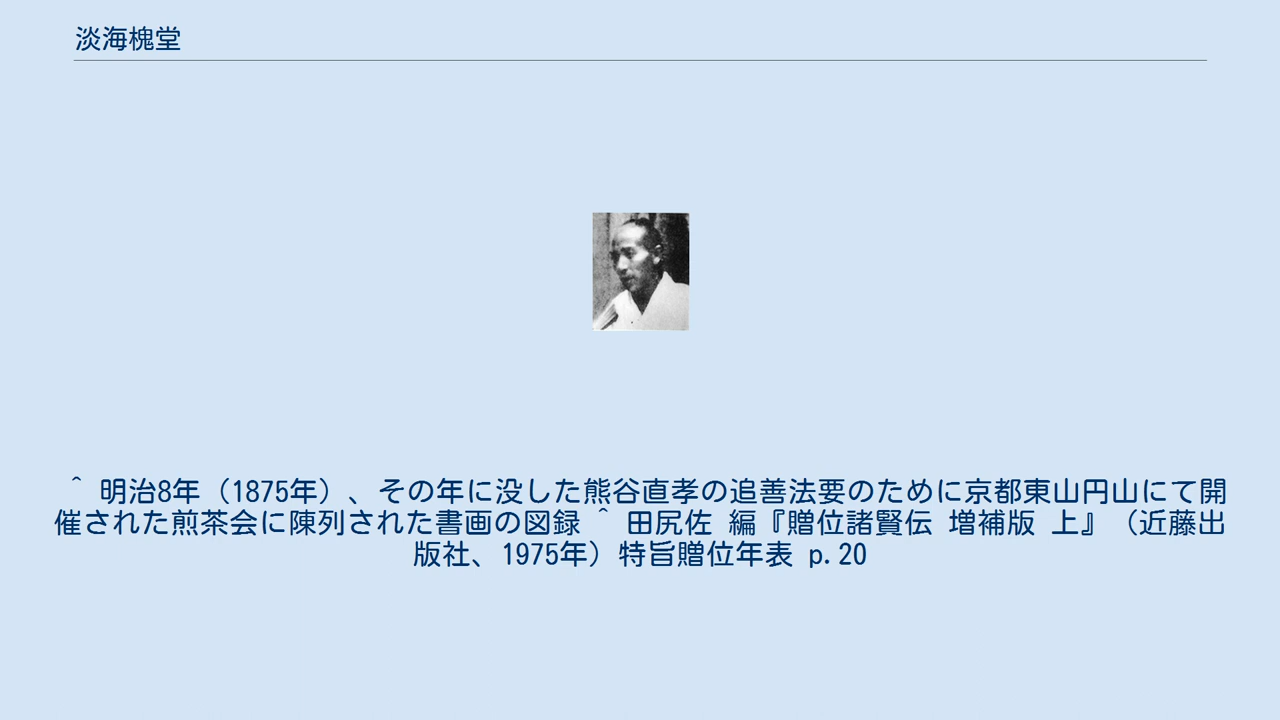 淡海槐堂
^ 明治8年（1875年）、その年に没した熊谷直孝の追善法要のために京都東山円山にて開
催された煎茶会に陳列された書画の図録 ^ 田尻佐 編『贈位諸賢伝 増補版 上』（近藤出
版社、1975年）特旨贈位年表 p.20